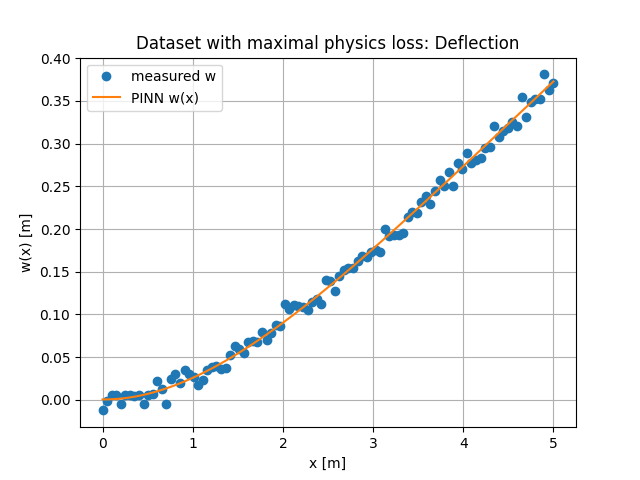 Dataset with maximal physics loss: Deflection
measured w
PINN w(x)
w(x) [m]
0.40
0.35
0.30
0.25
0.20
0.15
0.10
0.05
0.00
0 1 2 3 4 5
x [m]